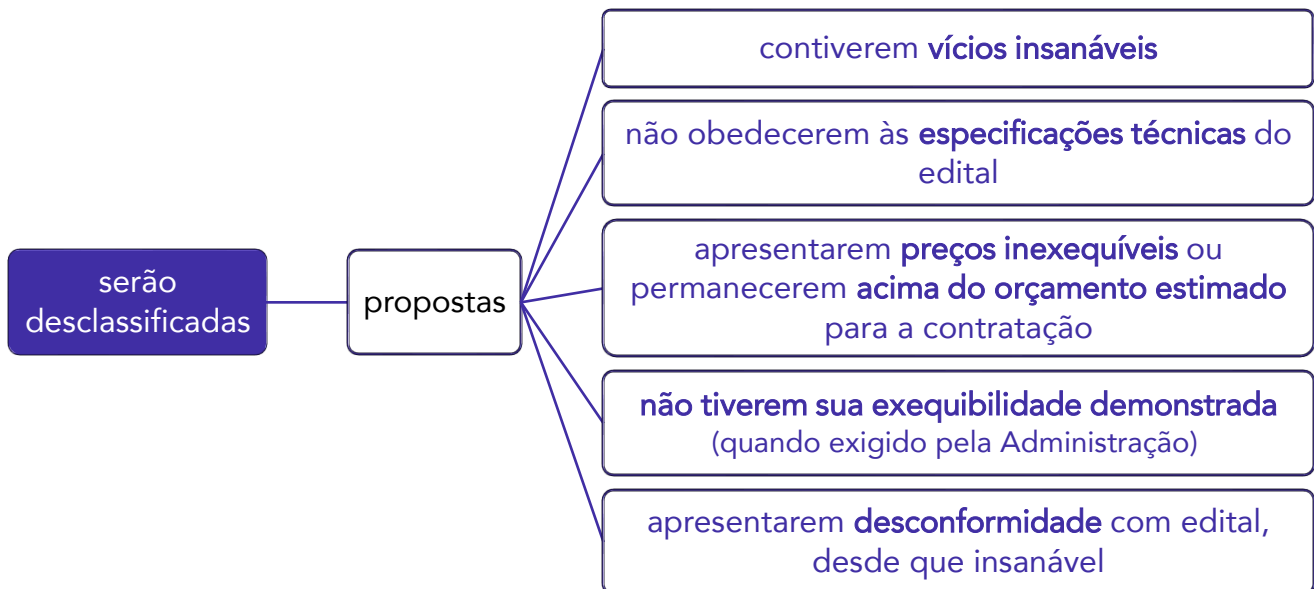 serão
desclassificadas
propostas
contiverem vícios insanáveis
não obedecerem às especificações técnicas do
edital
apresentarem preços inexequíveis ou
permanecerem acima do orçamento estimado
para a contratação
não tiverem sua exequibilidade demonstrada
(quando exigido pela Administração)
apresentarem desconformidade com edital,
desde que insanável